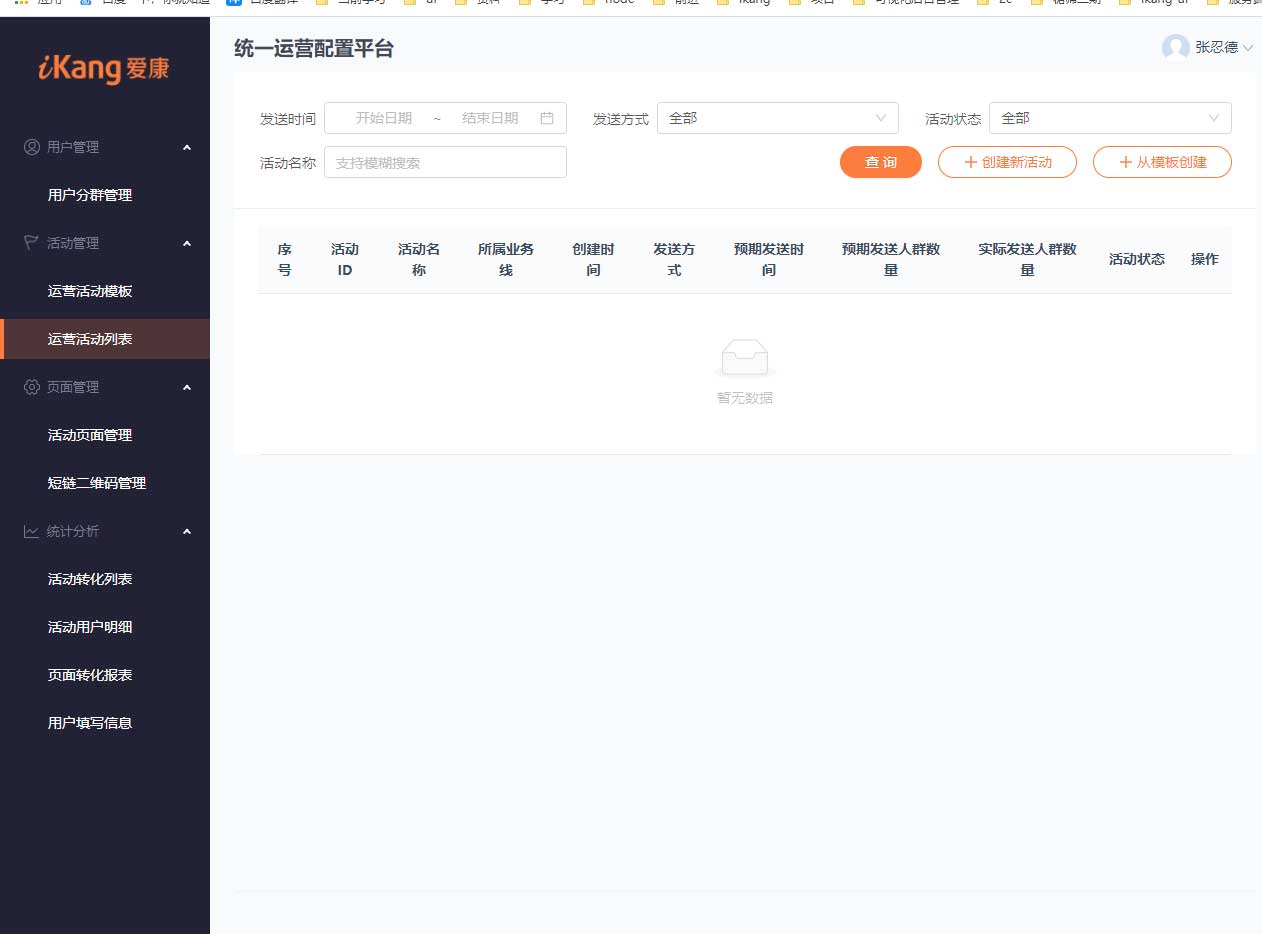 iKang 爱康
统一运营配置平台
张忍德
用户管理
用户分群管理
活动管理
运营活动模板
运营活动列表
页面管理
活动页面管理
短链二维码管理
统计分析
活动转化列表
活动用户明细
页面转化报表
用户填写信息
发送时间 开始日期 ~ 结束日期 发送方式 全部 活动状态 全部
活动名称 支持模糊搜索 查 询 创建新活动 从模板创建
序号 活动ID 活动名称 所属业务线 创建时间 发送方式 预期发送时间 预期发送人群数量 实际发送人群数量 活动状态 操作
暂无数据